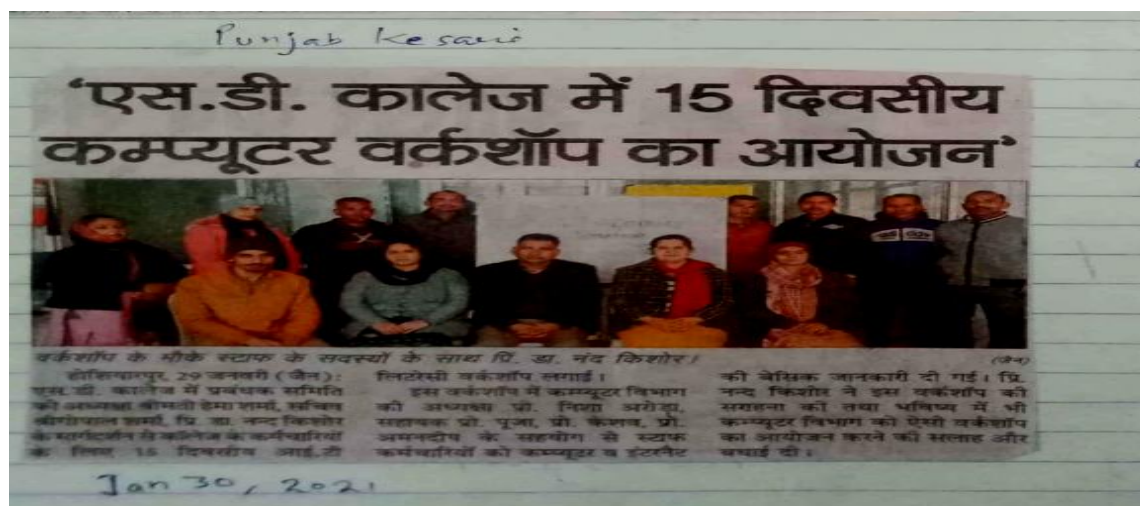 Punjab Kesari
‘एस.डी. कालेज में 15 दिवसीय
कम्प्यूटर वर्कशॉप का आयोजन’
वर्कशॉप के मौके स्टाफ के सदस्यों के साथ प्रिं. डा. नंद किशोर।
(जैन)
होशियारपुर, 29 जनवरी (जैन):
एस.डी. कालेज में प्रबंधक समिति
की अध्यक्षा श्रीमती हेमा शर्मा, सचिव
श्रीगोपाल शर्मा, प्रिं. डा. नन्द किशोर
के मार्गदर्शन से कॉलेज के कर्मचारियों
के लिए 15 दिवसीय आई.टी
लिटरेसी वर्कशॉप लगाई।
इस वर्कशॉप में कम्प्यूटर विभाग
की अध्यक्षा प्रो. निशा अरोड़ा,
सहायक प्रो. पूजा, प्रो. केशव, प्रो.
अमनदीप के सहयोग से स्टाफ
कर्मचारियों को कम्प्यूटर व इंटरनेट
की बेसिक जानकारी दी गई। प्रिं.
नन्द किशोर ने इस वर्कशॉप की
सराहना की तथा भविष्य में भी
कम्प्यूटर विभाग को ऐसी वर्कशॉप
का आयोजन करने की सलाह और
बधाई दी।
Jan 30, 2021